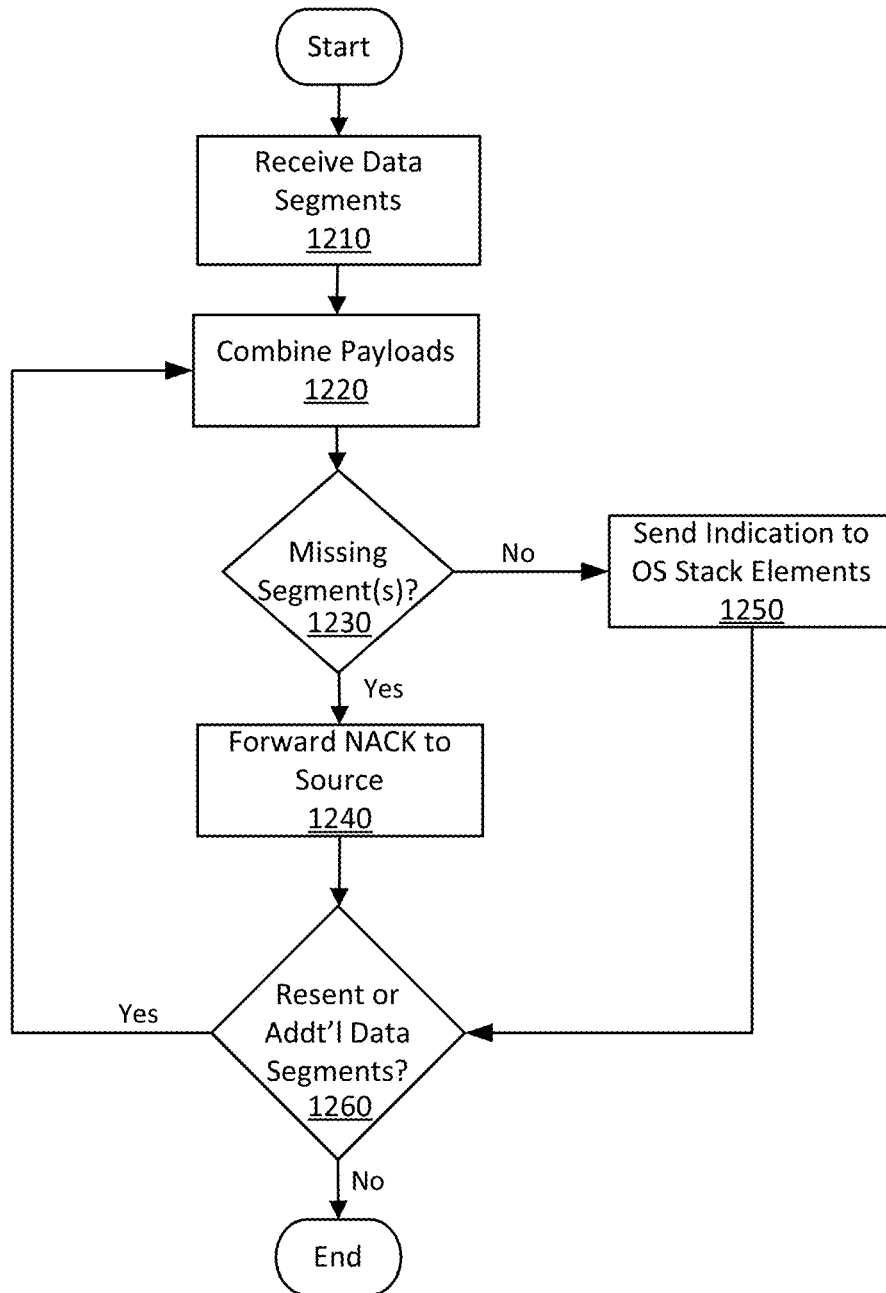 Start
Receive Data
Segments
1210
Combine Payloads
1220
Missing
Segment(s)?
1230
No
Send Indication to
OS Stack Elements
1250
Yes
Forward NACK to
Source
1240
Yes
Resent or
Addt'l Data
Segments?
1260
No
End